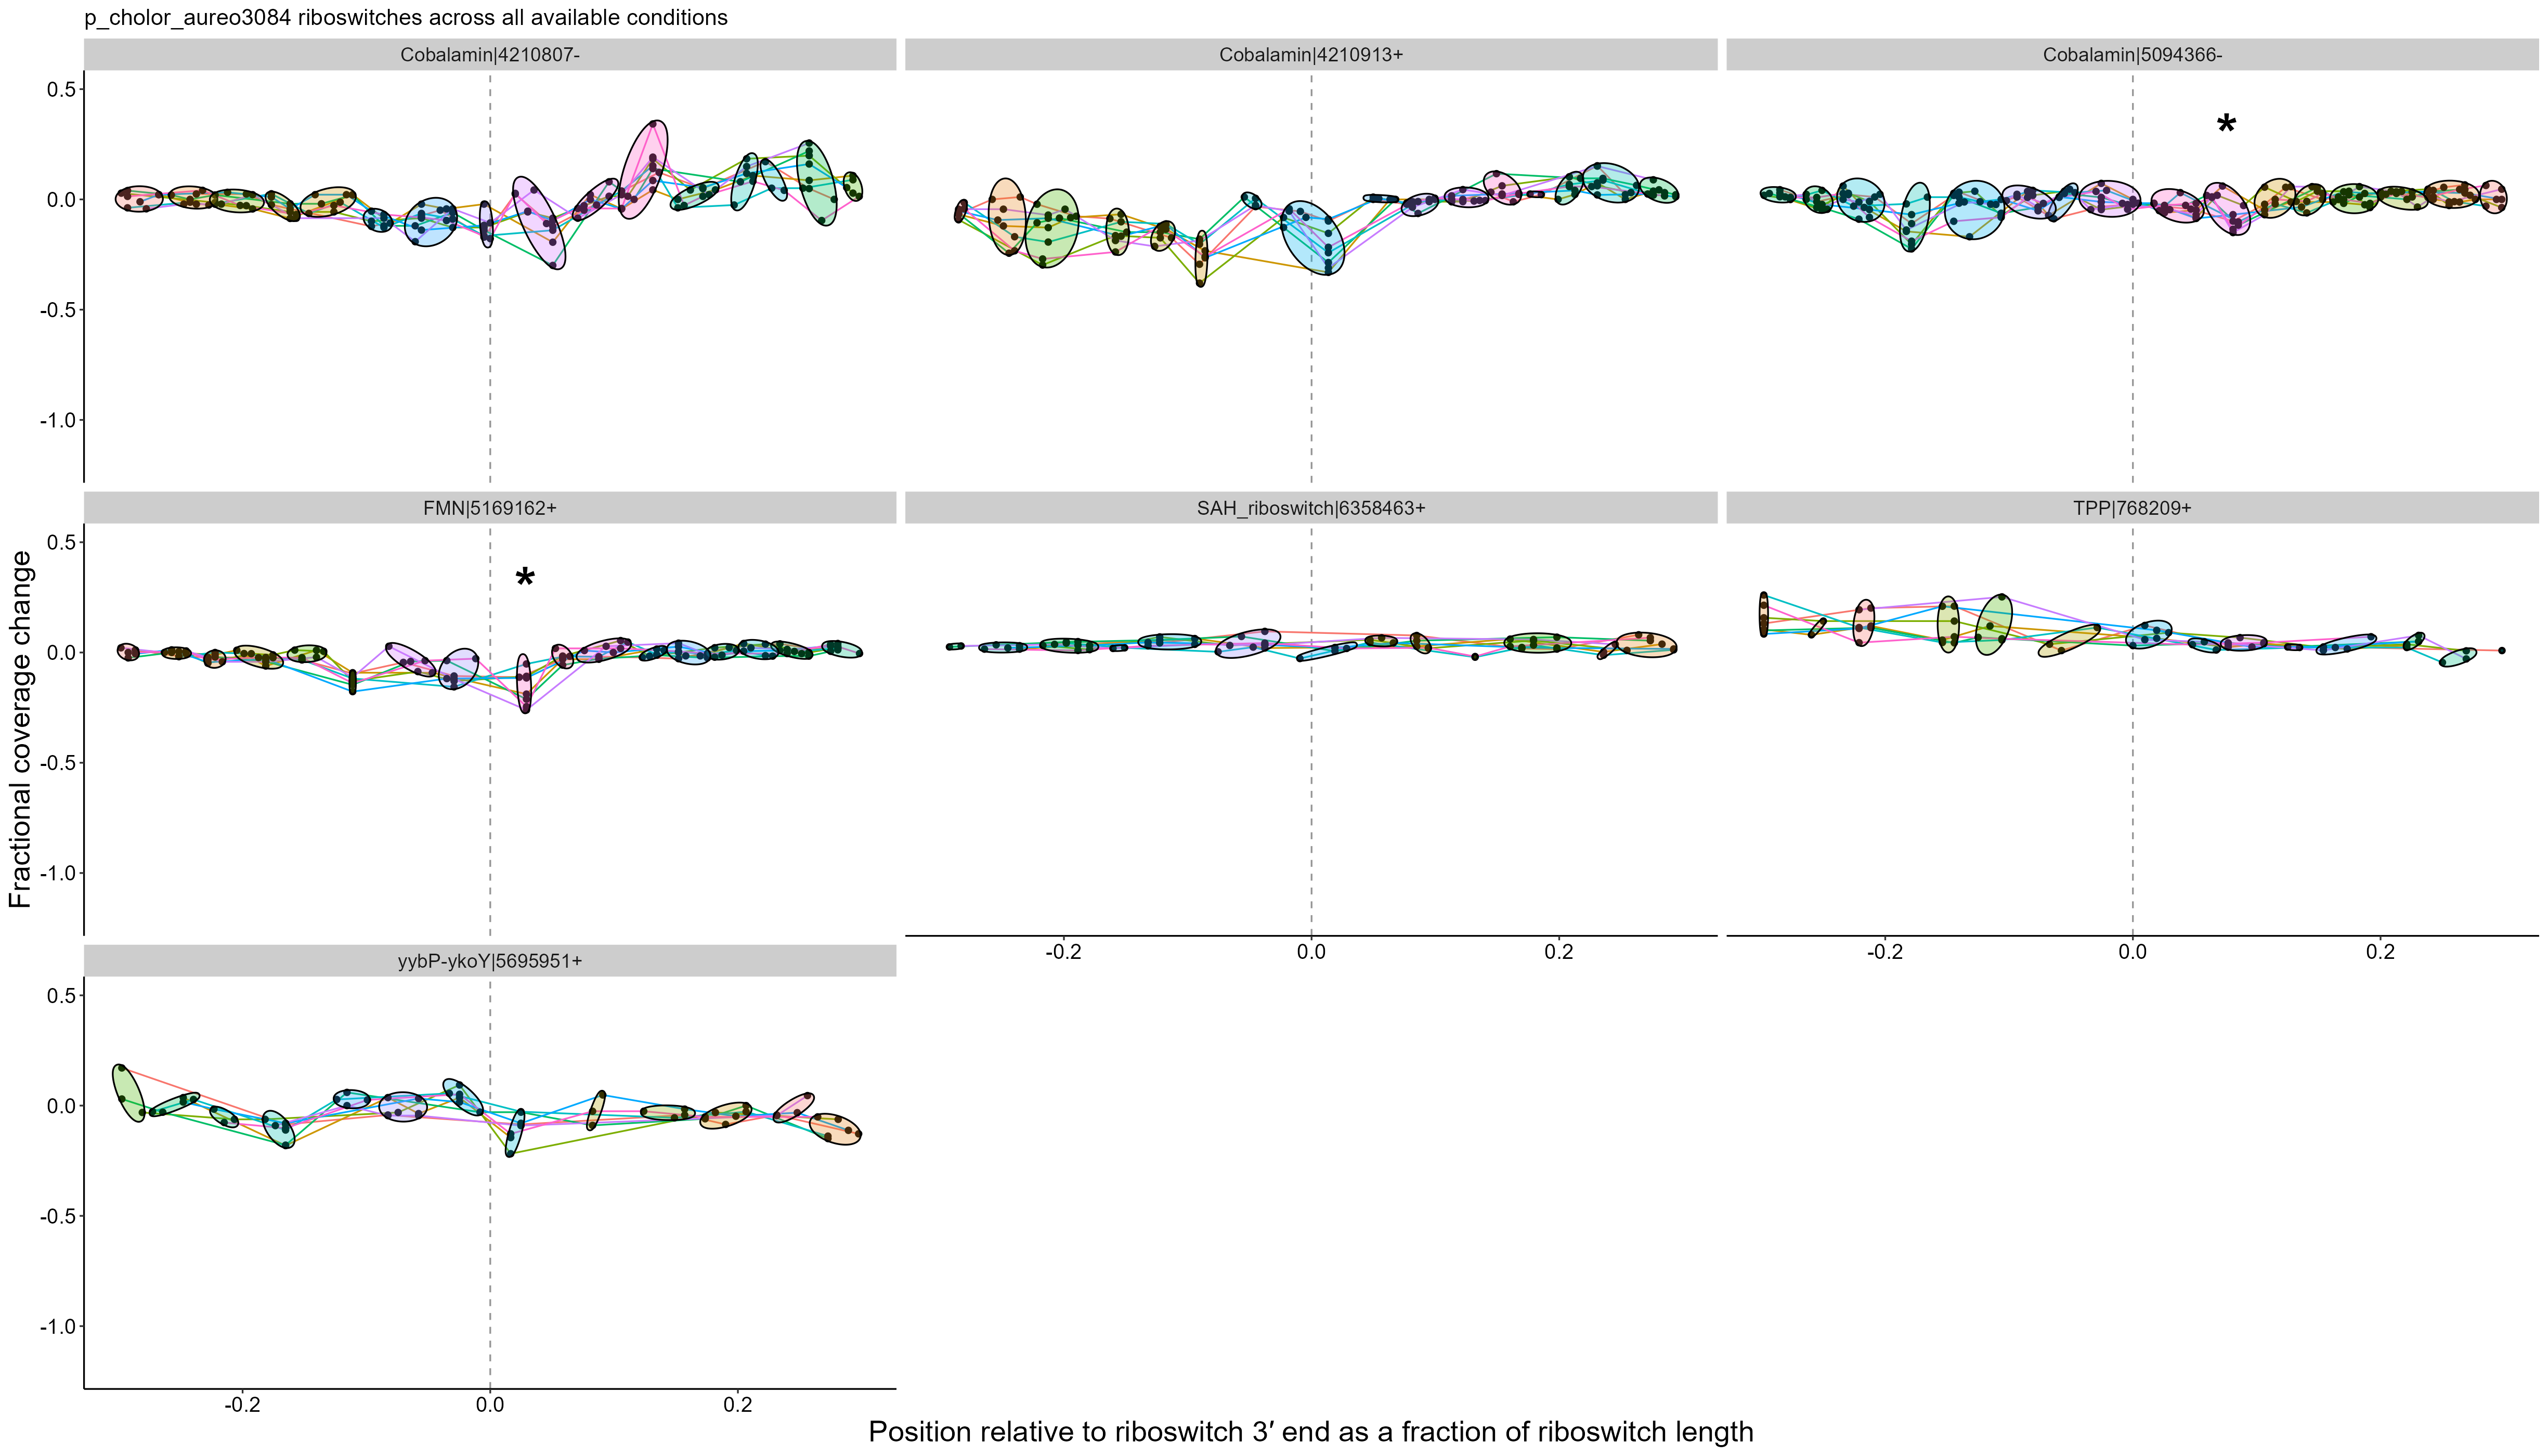 p_cholor_aureo3084 riboswitches across all available conditions
Cobalamin|4210807-
Cobalamin|4210913+
Cobalamin|5094366-
0.5
0.0
-0.5
-1.0
*
FMN|5169162+
SAH_riboswitch|6358463+
TPP|768209+
0.5
0.0
-0.5
-1.0
*
-0.2
0.0
0.2
-0.2
0.0
0.2
yybP-ykoY|5695951+
0.5
0.0
-0.5
-1.0
-0.2
0.0
0.2
Fractional coverage change
Position relative to riboswitch 3′ end as a fraction of riboswitch length